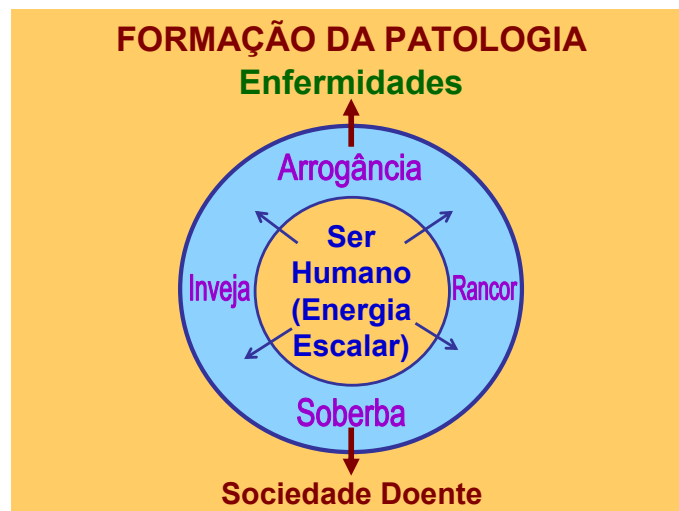 FORMAÇÃO DA PATOLOGIA
Enfermidades
Arrogância
Ser
Humano
(Energia
Escalar)
Inveja
Rancor
Soberba
Sociedade Doente